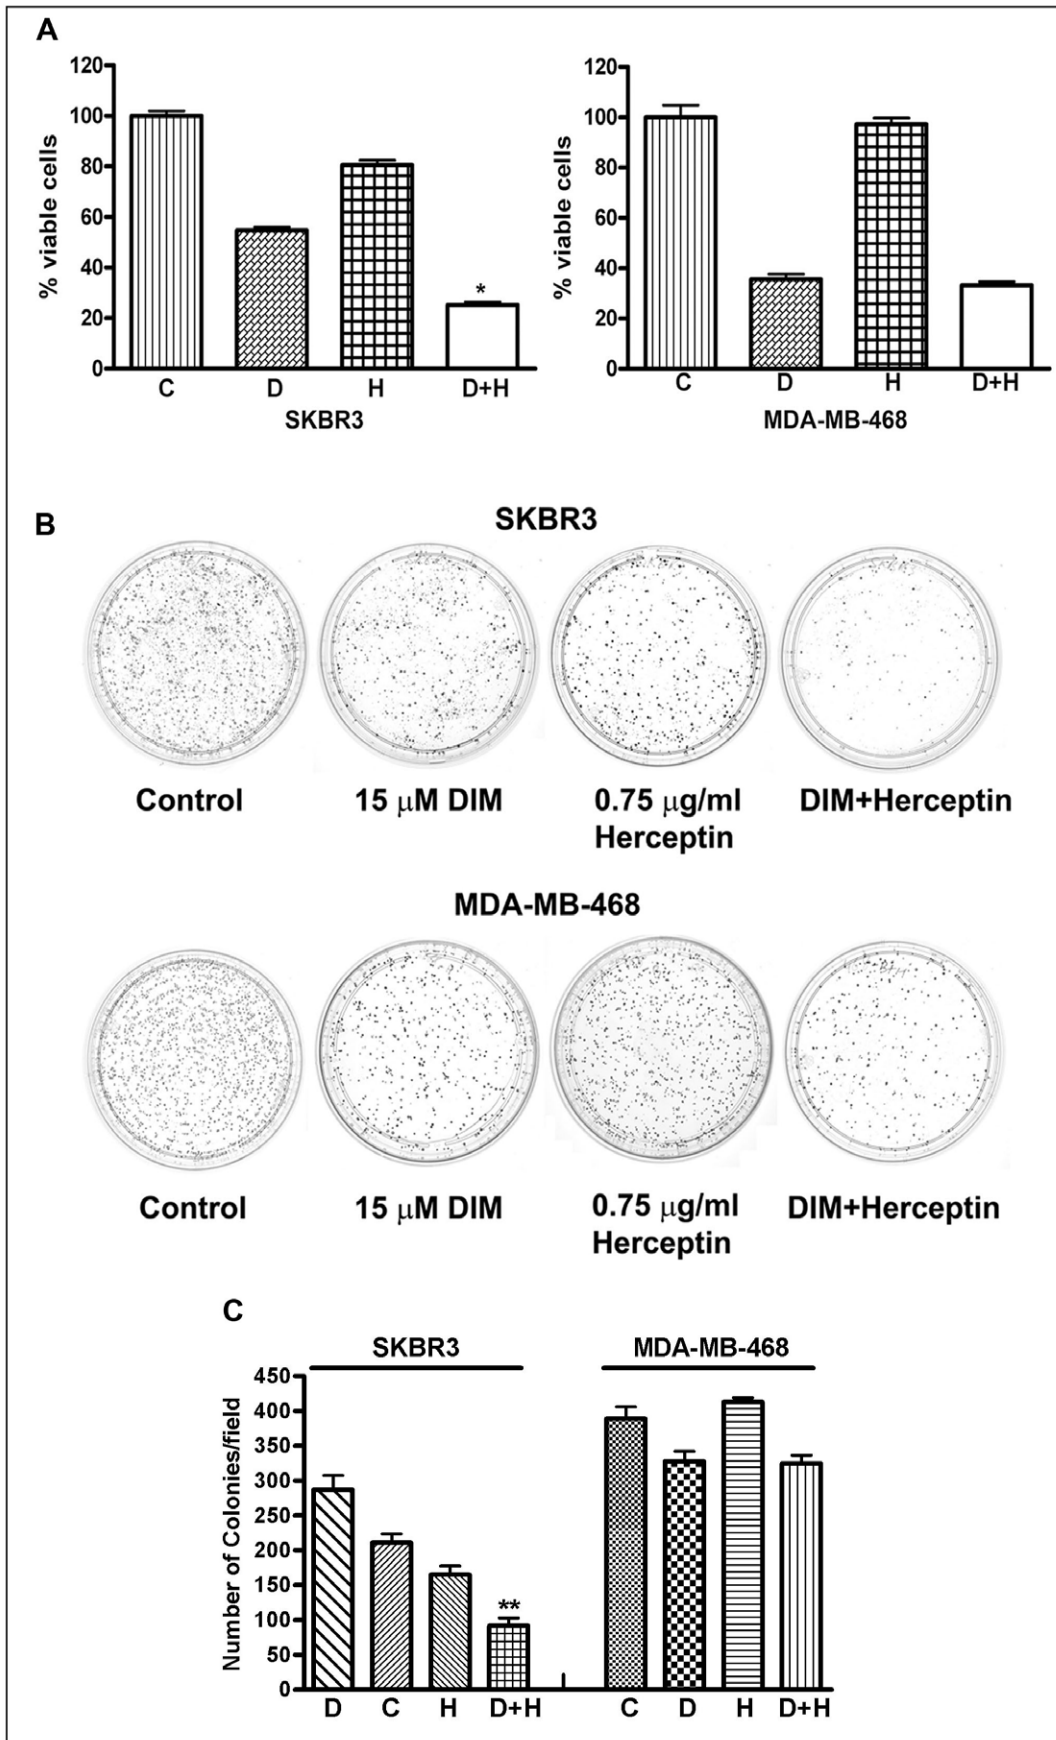 A
120
100
80
60
40
20
0
% viable cells
*
C D H D+H
SKBR3
120
100
80
60
40
20
0
% viable cells
C D H D+H
MDA-MB-468
B
SKBR3
Control
15 μM DIM
0.75 μg/ml
Herceptin
DIM+Herceptin
MDA-MB-468
Control
15 μM DIM
0.75 μg/ml
Herceptin
DIM+Herceptin
C
SKBR3
MDA-MB-468
450
400
350
300
250
200
150
100
50
0
Number of Colonies/field
**
D C H D+H
C D H D+H